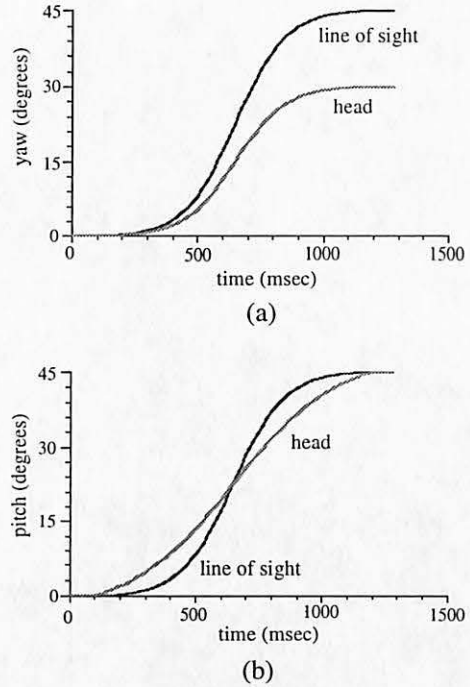 45
30
15
0
yaw (degrees)
line of sight
head
0
500
1000
1500
time (msec)
(a)
45
30
15
0
pitch (degrees)
head
line of sight
0
500
1000
1500
time (msec)
(b)